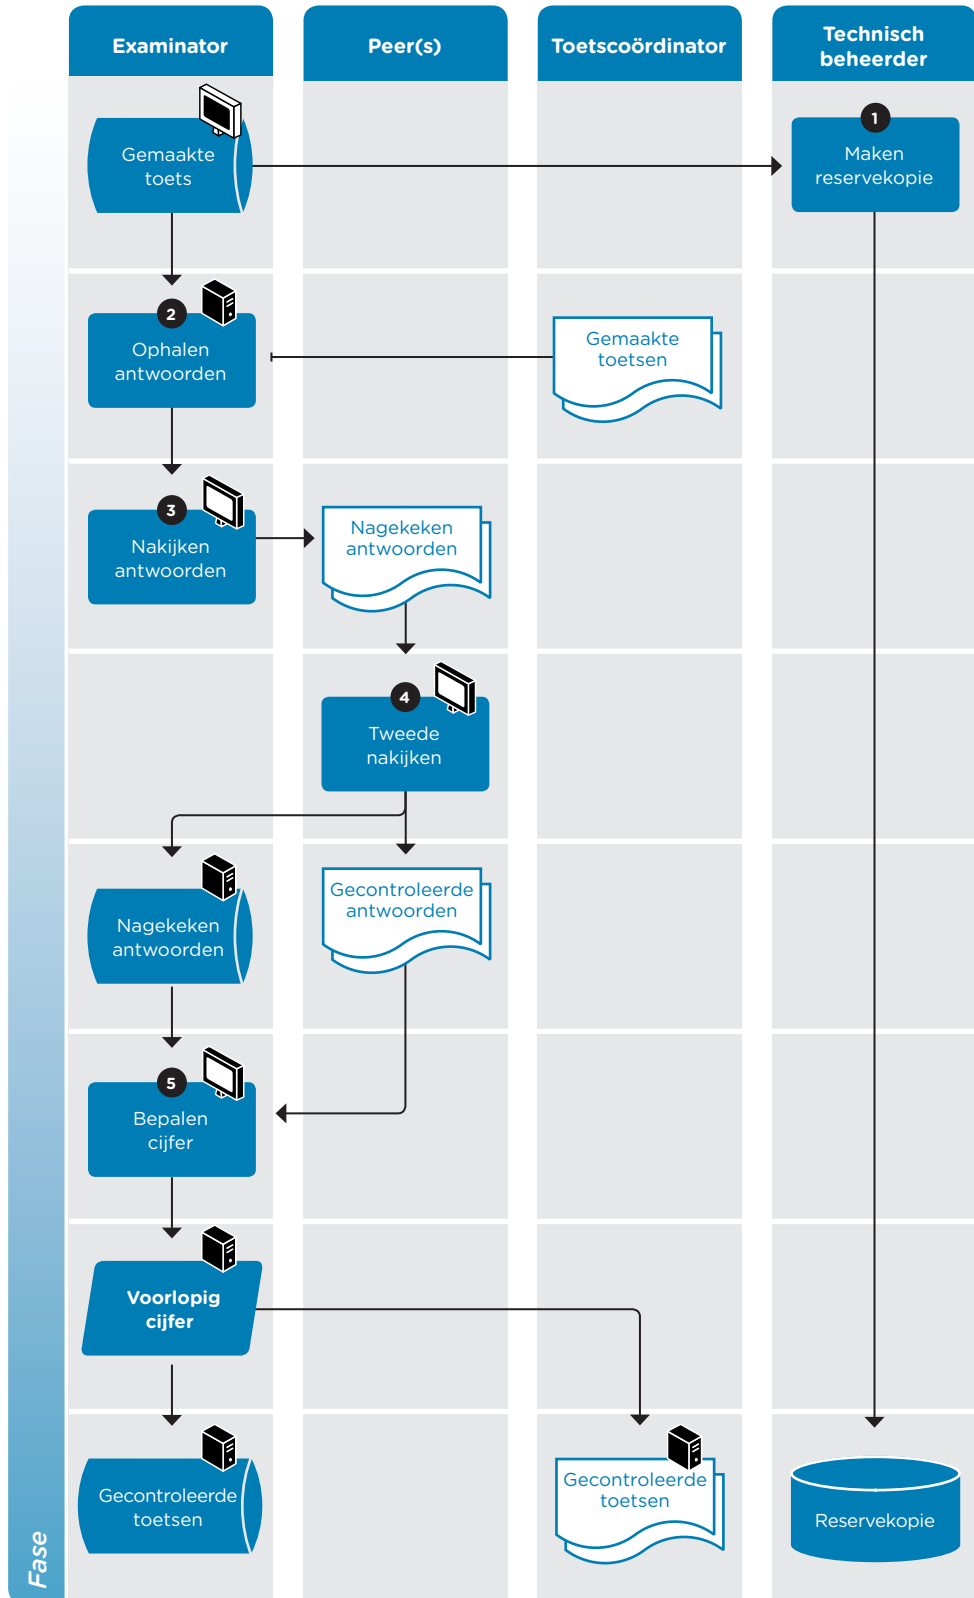 Examinator
Peer(s)
Toetscoördinator
Technisch
beheerder
Gemaakte
toets
1
Maken
reservekopie
2
Ophalen
antwoorden
Gemaakte
toetsen
3
Nakijken
antwoorden
Nagekeken
antwoorden
4
Tweede
nakijken
Nagekeken
antwoorden
Gecontroleerde
antwoorden
5
Bepalen
cijfer
Voorlopig
cijfer
Gecontroleerde
toetsen
Gecontroleerde
toetsen
Reservekopie
Fase